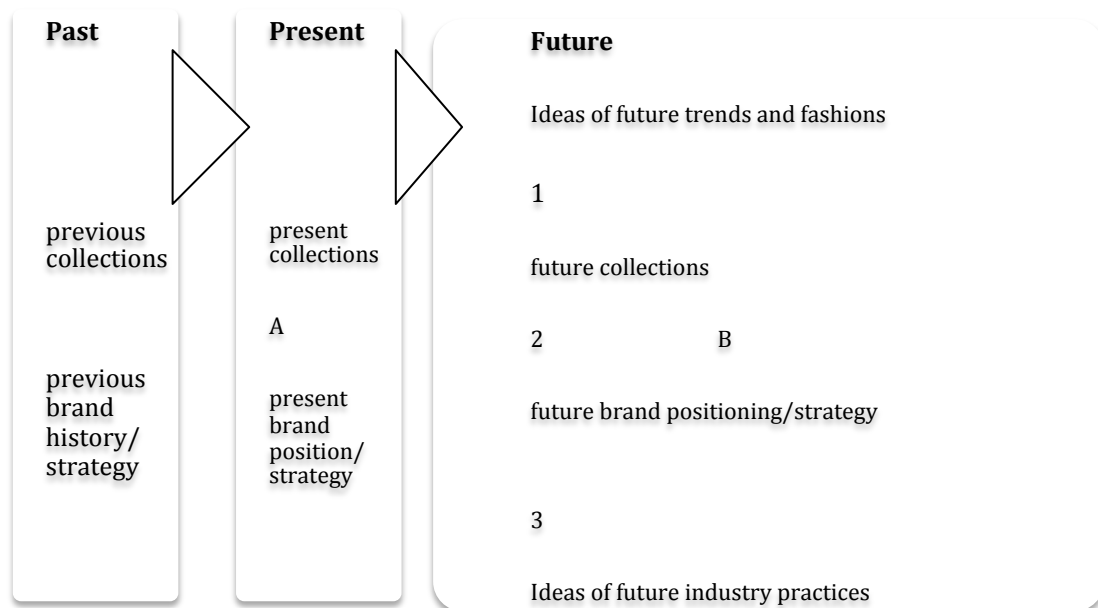 Past
previous
collections
previous
brand
history/
strategy
Present
present
collections
A
present
brand
position/
strategy
Future
Ideas of future trends and fashions
1
future collections
2 B
future brand positioning/strategy
3
Ideas of future industry practices